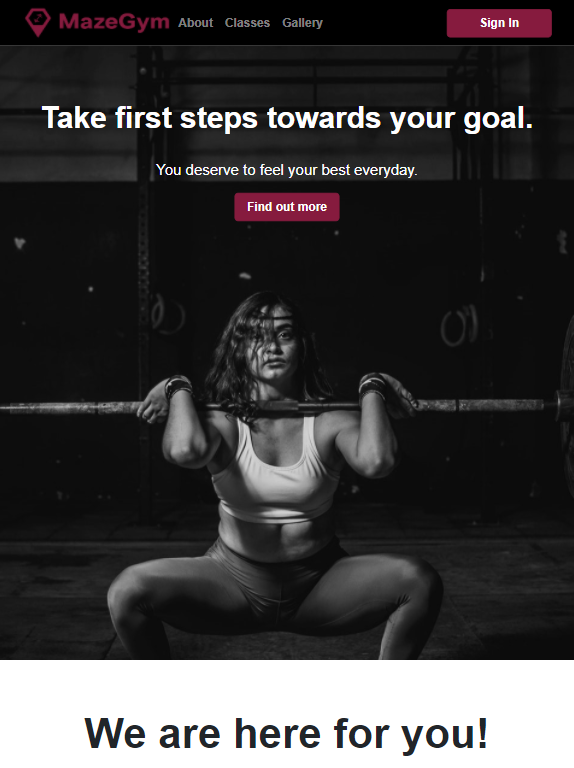 MazeGym About Classes Gallery Sign In
Take first steps towards your goal.
You deserve to feel your best everyday.
Find out more
We are here for you!